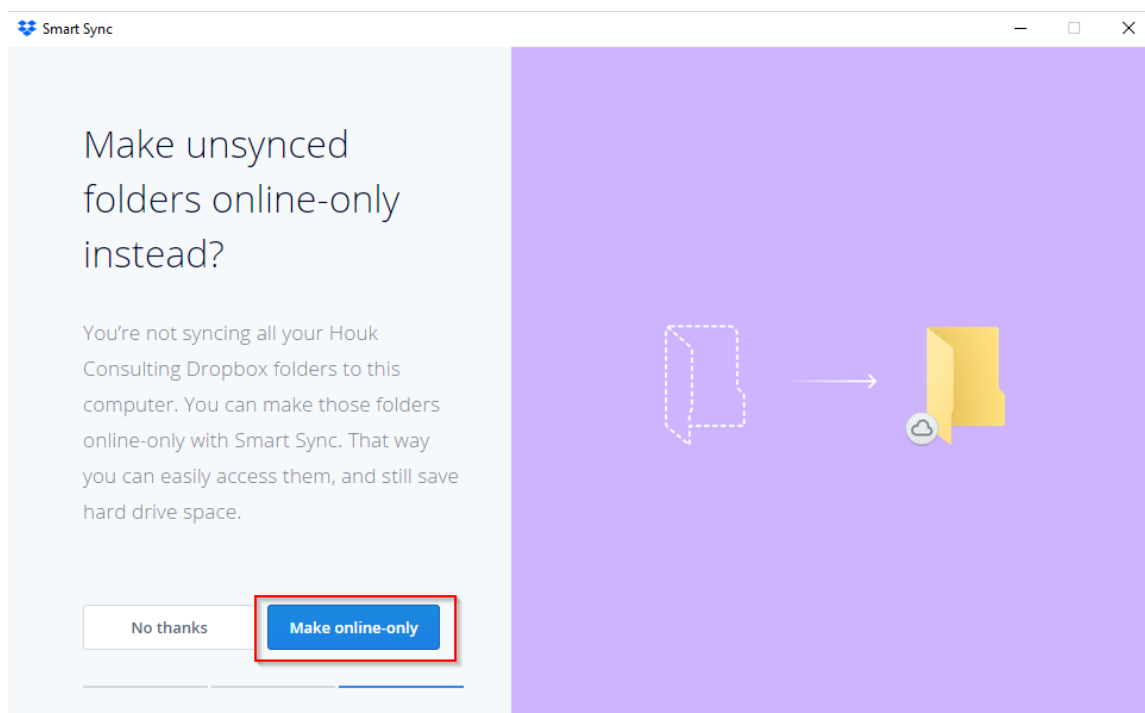 Smart Sync
Make unsynced
folders online-only
instead?
You’re not syncing all your Houk
Consulting Dropbox folders to this
computer. You can make those folders
online-only with Smart Sync. That way
you can easily access them, and still save
hard drive space.
No thanks
Make online-only